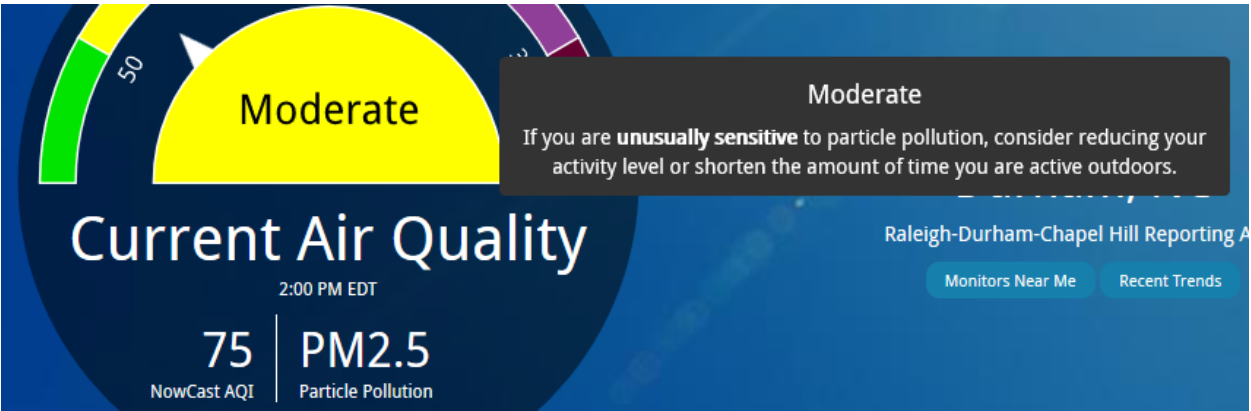 50
Moderate
Moderate
If you are unusually sensitive to particle pollution, consider reducing your
activity level or shorten the amount of time you are active outdoors.
Current Air Quality
2:00 PM EDT
Raleigh-Durham-Chapel Hill Reporting A
Monitors Near Me
Recent Trends
75
PM2.5
NowCast AQI
Particle Pollution